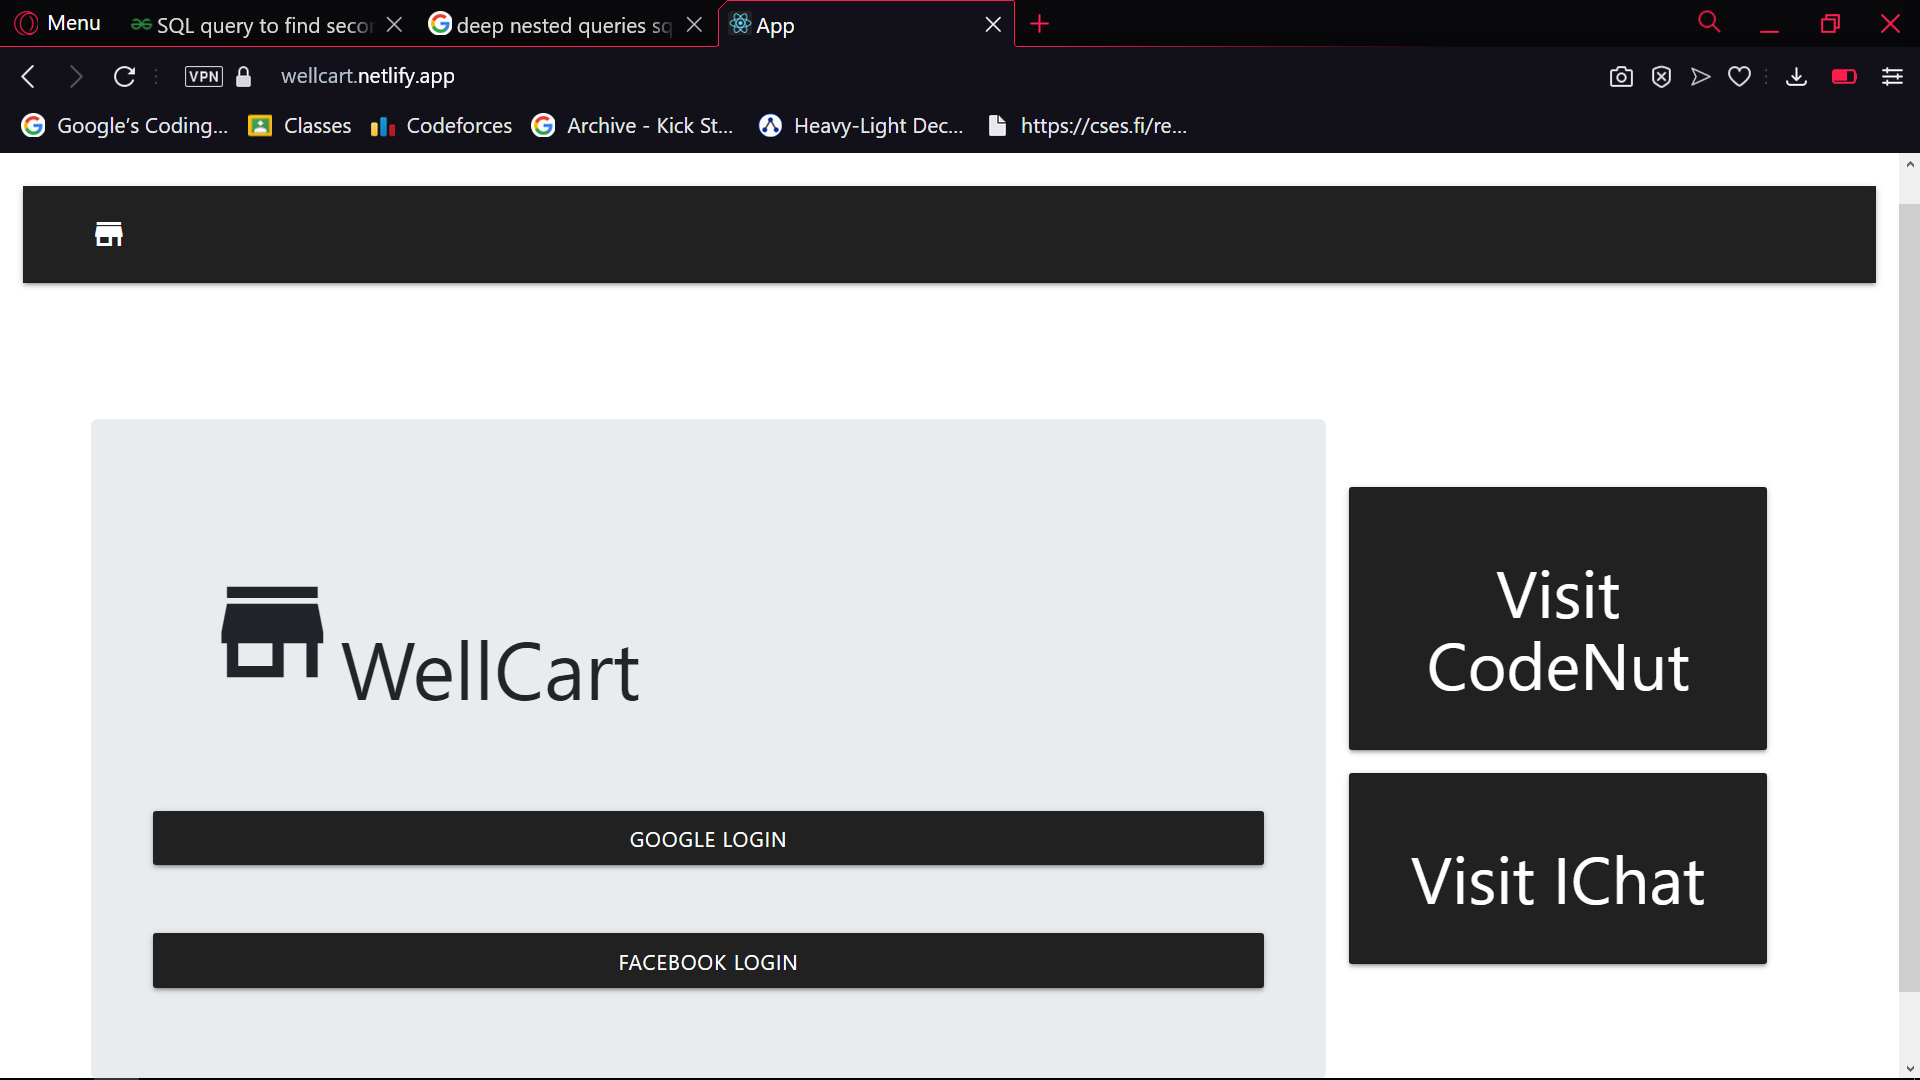 Menu
SQL query to find secor
deep nested queries sq
App
VPN
wellcart.netlify.app
Google’s Coding...
Classes
Codeforces
Archive - Kick St...
Heavy-Light Dec...
https://cses.fi/re...
WellCart
GOOGLE LOGIN
FACEBOOK LOGIN
Visit
CodeNut
Visit IChat